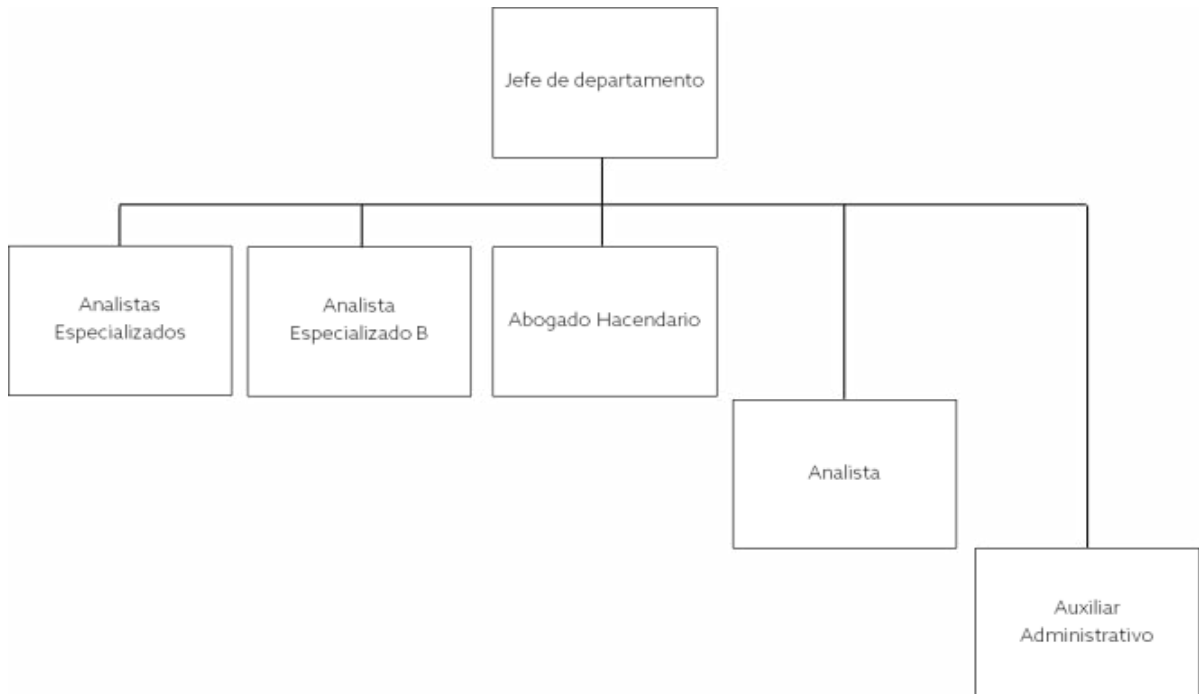 Jefe de departamento
Analistas
Especializados
Analista
Especializado B
Abogado Hacendario
Analista
Auxiliar
Administrativo